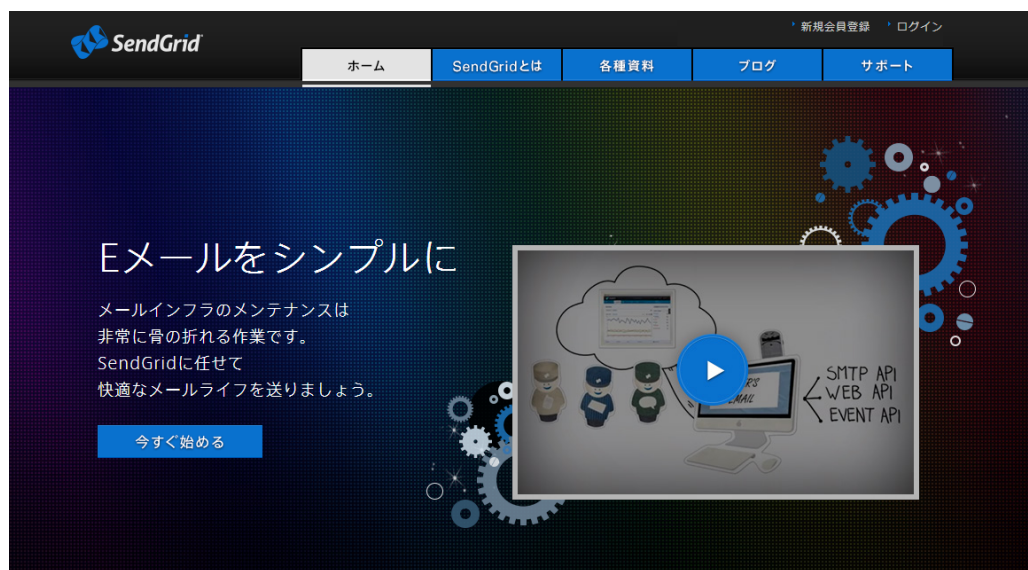 SendGrid
新規会員登録
ログイン
ホーム
SendGridとは
各種資料
ブログ
サポート
Eメールをシンプルに
メールインフラのメンテナンスは
非常に骨の折れる作業です。
SendGridに任せて
快適なメールライフを送りましょう。
今すぐ始める
EMAIL
SMTP API
WEB API
EVENT API